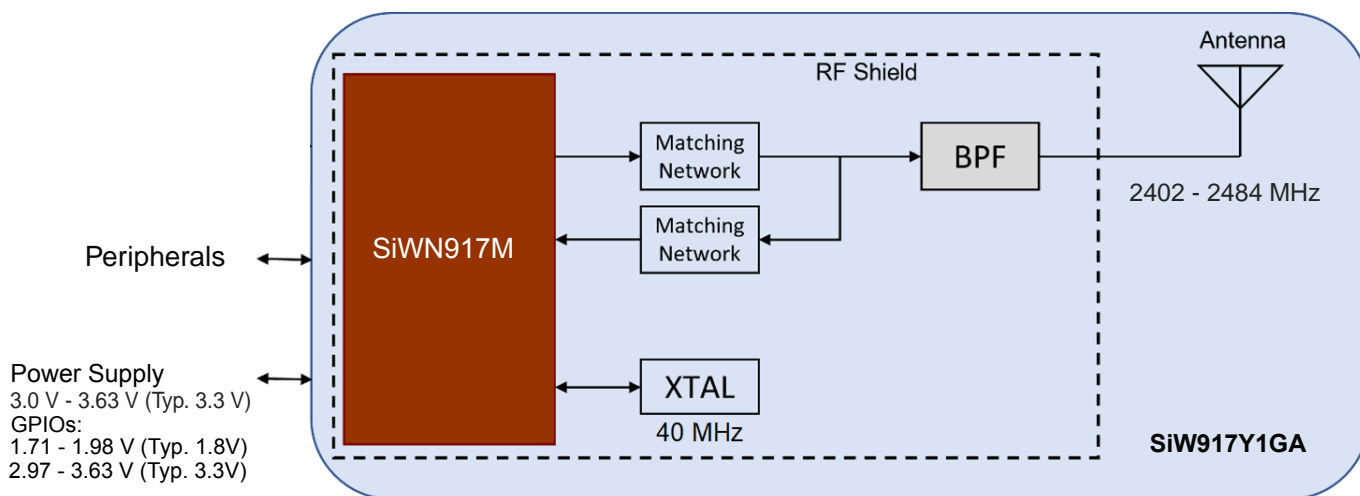 Antenna
RF Shield
Matching
Network
BPF
2402 - 2484 MHz
Matching
Network
SiWN917M
Peripherals
Power Supply
3.0 V - 3.63 V (Typ. 3.3 V)
GPIOs:
1.71 - 1.98 V (Typ. 1.8V)
2.97 - 3.63 V (Typ. 3.3V)
XTAL
40 MHz
SiW917Y1GA